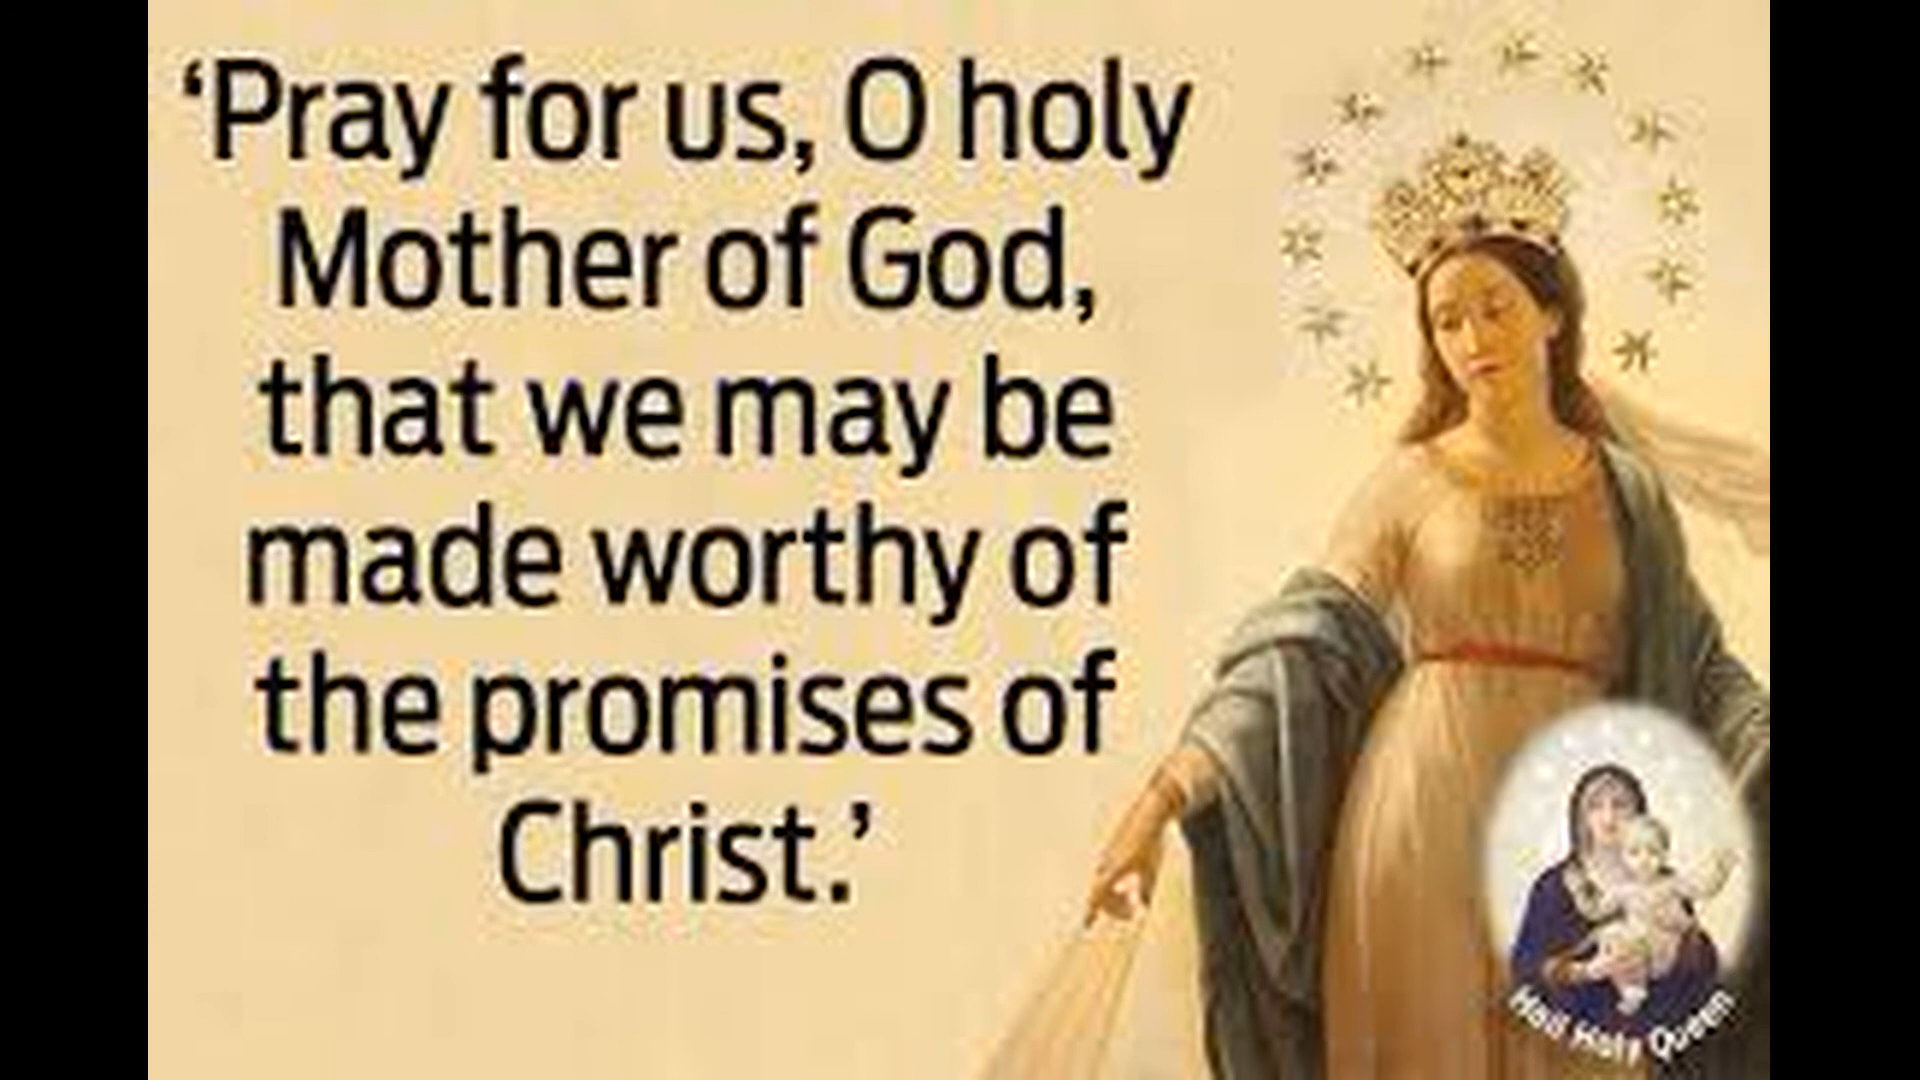 ‘Pray for us, O holy
Mother of God,
that we may be
made worthy of
the promises of
Christ.’
Hail Holy Queen